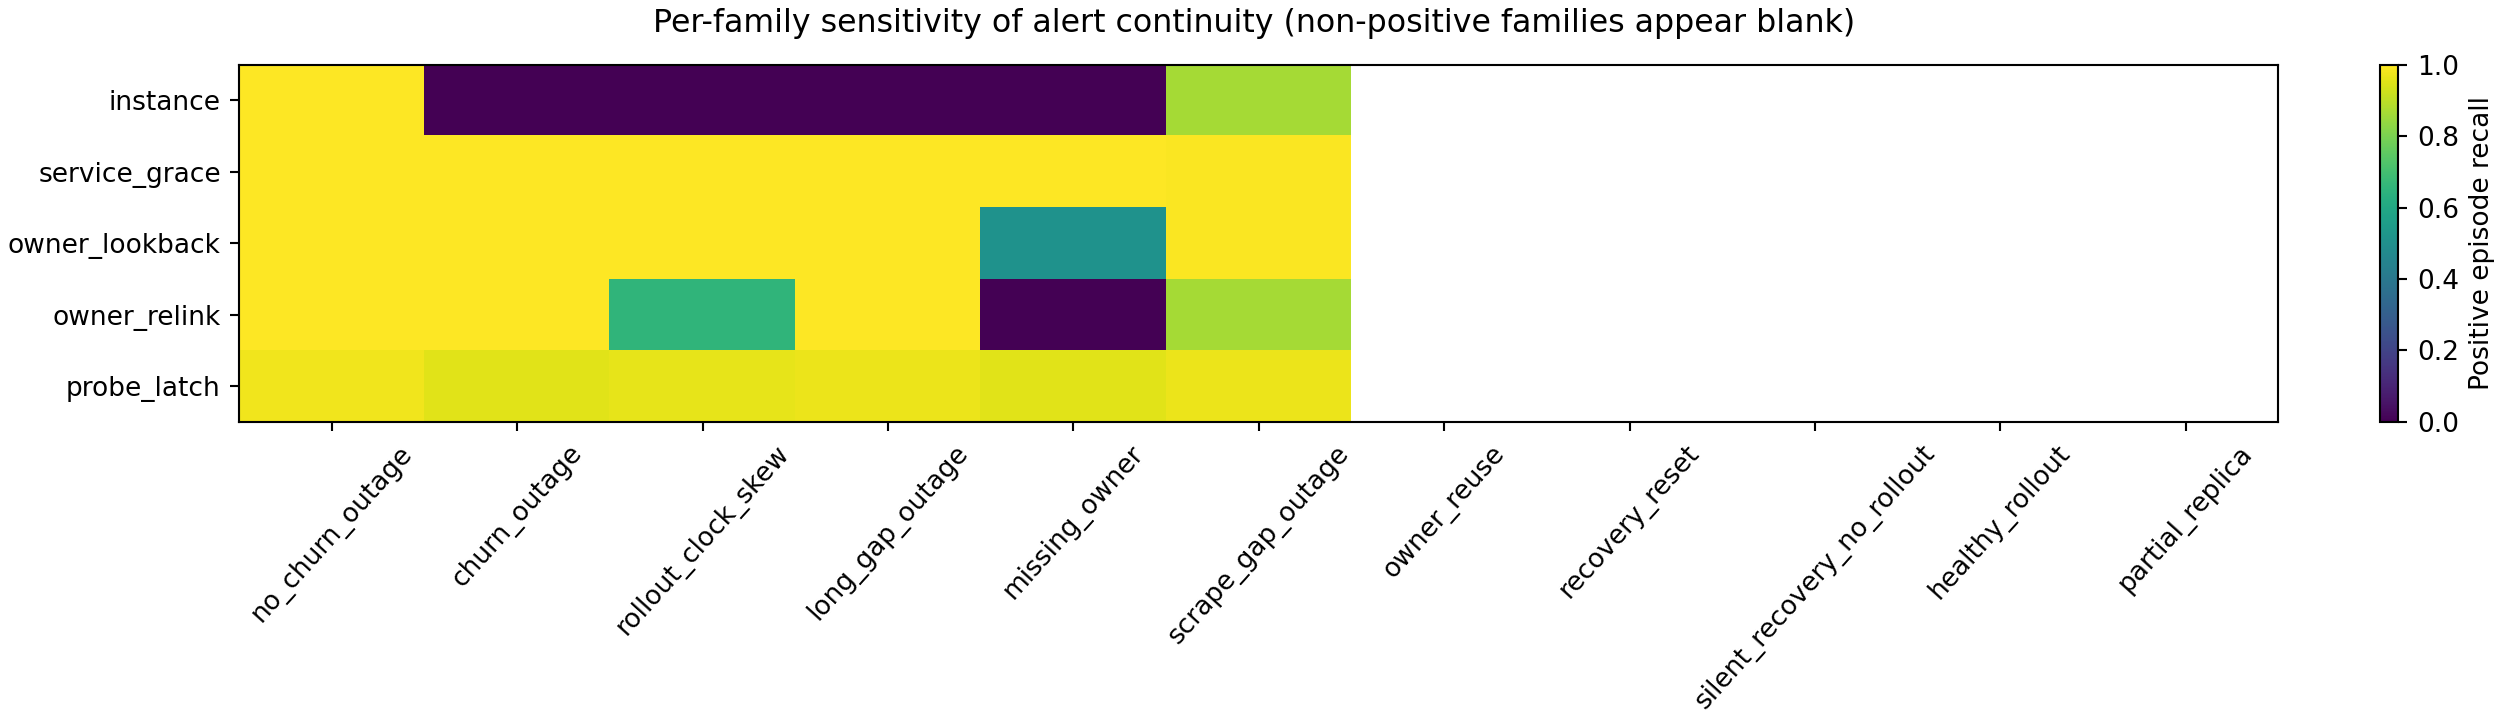 Per-family sensitivity of alert continuity (non-positive families appear blank)
instance
service_grace
owner_lookback
owner_relink
probe_latch
no_churn_outage
churn_outage
rollout_clock_skew
long_gap_outage
missing_owner
scrape_gap_outage
owner_reuse
recovery_reset
silent_recovery_no_rollout
healthy_rollout
partial_replica
1.0
0.8
0.6
0.4
0.2
0.0
Positive episode recall